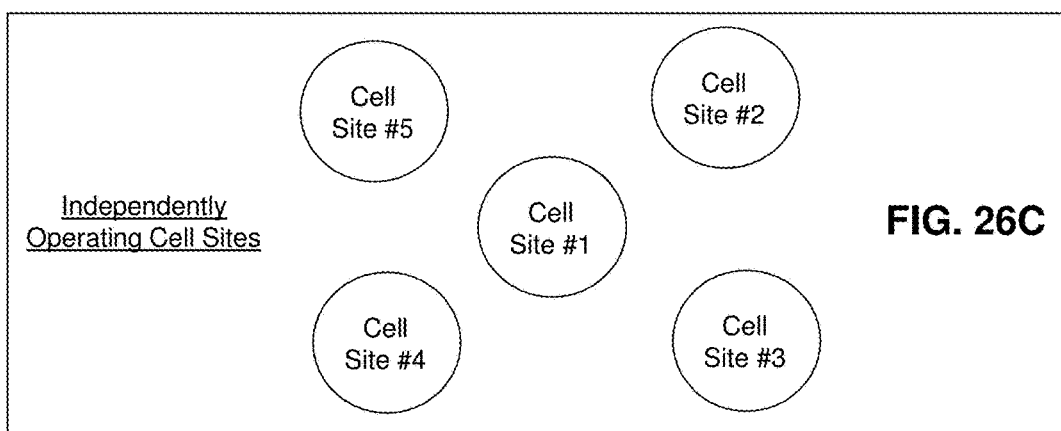 Cell
Site #5
Cell
Site #2
Independently
Operating Cell Sites
Cell
Site #1
FIG. 26C
Cell
Site #4
Cell
Site #3